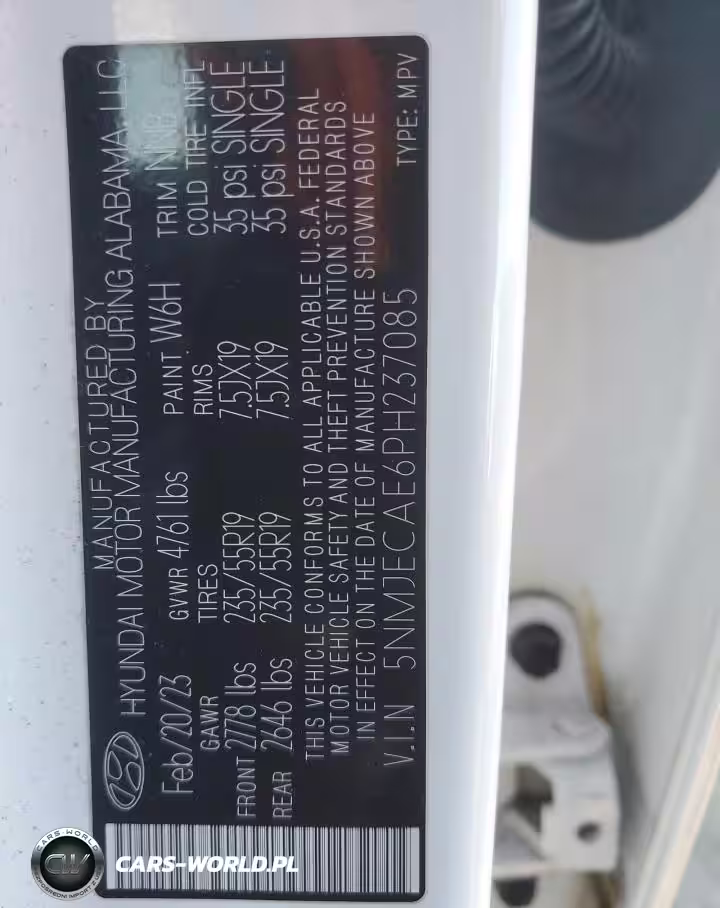 MANUFACTURED BY
HYUNDAI MOTOR MANUFACTURING ALABAMA, LLC
Feb/20/23 GVWR 4761 lbs PAINT W6H TRIM NNB
GAWR TIRES RIMS COLD TIRE INFL
FRONT 2778 lbs 235/55R19 7.5JX19 35 psi SINGLE
REAR 2646 lbs 235/55R19 7.5JX19 35 psi SINGLE
THIS VEHICLE CONFORMS TO ALL APPLICABLE U.S.A. FEDERAL
MOTOR VEHICLE SAFETY AND THEFT PREVENTION STANDARDS
IN EFFECT ON THE DATE OF MANUFACTURE SHOWN ABOVE
V.I.N 5NMJECAE6PH237085 TYPE: MPV
CARS-WORLD
CW
CARS-WORLD.PL